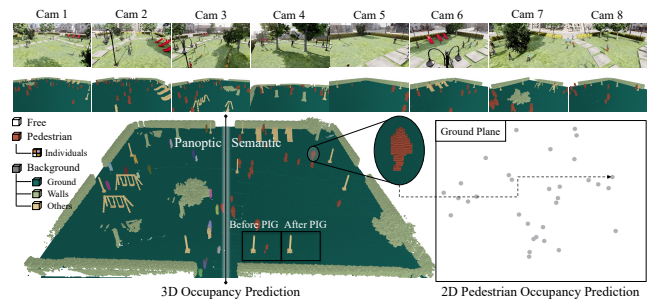 Cam 1 Cam 2 Cam 3 Cam 4 Cam 5 Cam 6 Cam 7 Cam 8
Free
Pedestrian
Individuals
Background
Ground
Walls
Others
Panoptic Semantic
Before PIG After PIG
Ground Plane
3D Occupancy Prediction 2D Pedestrian Occupancy Prediction